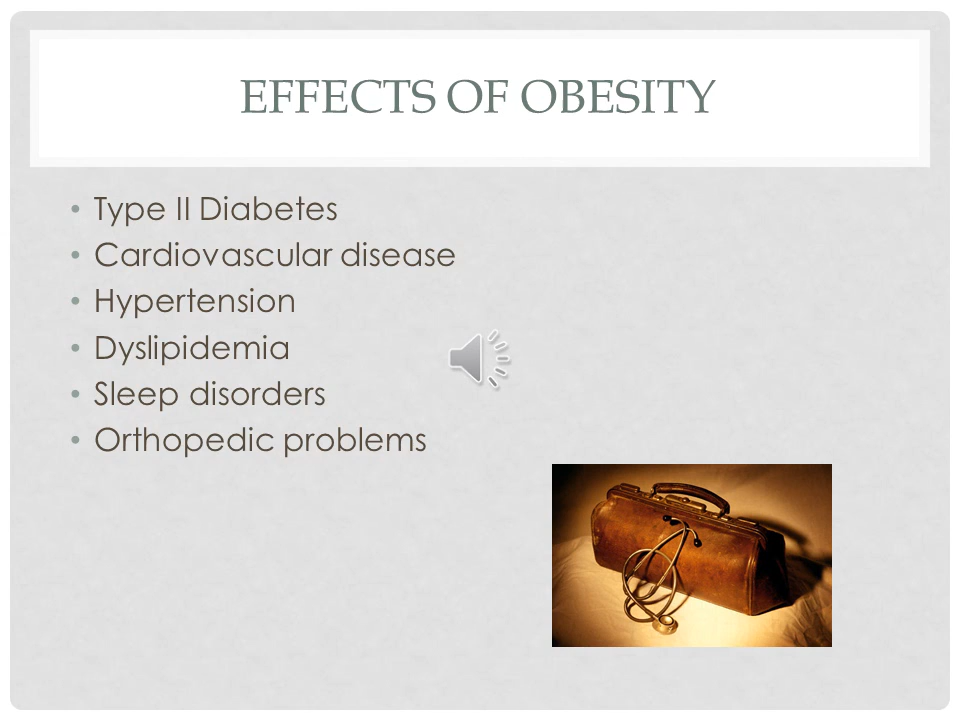 EFFECTS OF OBESITY
• Type II Diabetes
• Cardiovascular disease
• Hypertension
• Dyslipidemia
• Sleep disorders
• Orthopedic problems